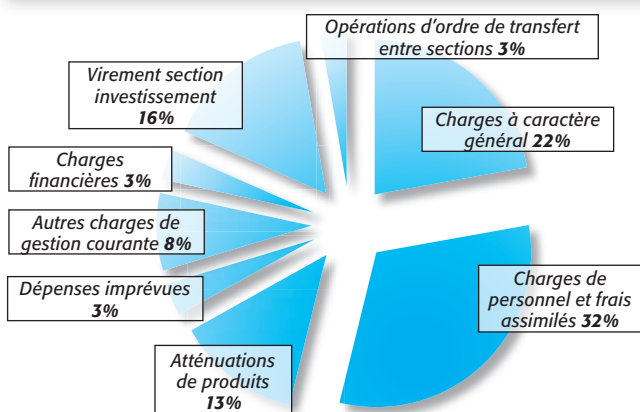 Opérations d'ordre de transfert
entre sections 3%
Virement section
investissement
16%
Charges à caractère
général 22%
Charges
financières 3%
Autres charges de
gestion courante 8%
Dépenses imprévues
3%
Charges de
personnel et frais
assimilés 32%
Atténuations
de produits
13%